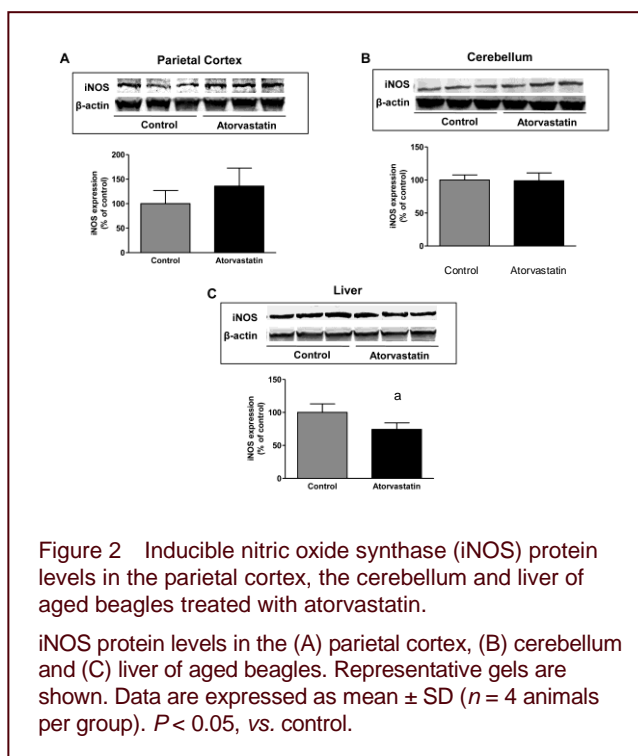 A
Parietal Cortex
iNOS
β-actin
Control Atorvastatin
iNOS expression
(% of control)
200
150
100
50
0
Control Atorvastatin
B
Cerebellum
iNOS
β-actin
Control Atorvastatin
iNOS expression
(% of control)
150
100
50
0
Control Atorvastatin
C
Liver
iNOS
β-actin
Control Atorvastatin
iNOS expression
(% of control)
150
100
50
0
a
Control Atorvastatin
Figure 2 Inducible nitric oxide synthase (iNOS) protein
levels in the parietal cortex, the cerebellum and liver of
aged beagles treated with atorvastatin.
iNOS protein levels in the (A) parietal cortex, (B) cerebellum
and (C) liver of aged beagles. Representative gels are
shown. Data are expressed as mean ± SD (n = 4 animals
per group). P < 0.05, vs. control.